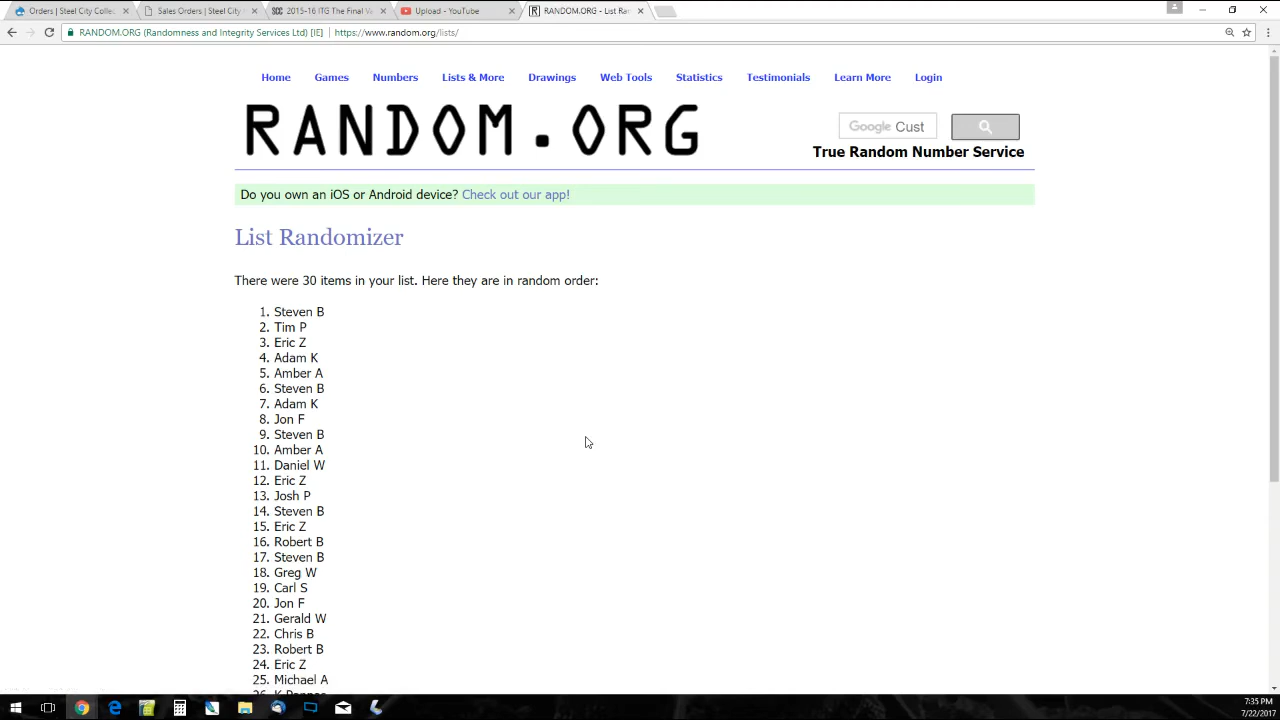 Orders | Steel City Collec
Sales Orders | Steel City
2015-16 ITG The Final Va
Upload - YouTube
RANDOM.ORG - List Ra
RANDOM.ORG (Randomness and Integrity Services Ltd) [IE] | https://www.random.org/lists/
Home Games Numbers Lists & More Drawings Web Tools Statistics Testimonials Learn More Login
RANDOM.ORG
Google Cust
True Random Number Service
Do you own an iOS or Android device? Check out our app!
List Randomizer
There were 30 items in your list. Here they are in random order:
1. Steven B
2. Tim P
3. Eric Z
4. Adam K
5. Amber A
6. Steven B
7. Adam K
8. Jon F
9. Steven B
10. Amber A
11. Daniel W
12. Eric Z
13. Josh P
14. Steven B
15. Eric Z
16. Robert B
17. Steven B
18. Greg W
19. Carl S
20. Jon F
21. Gerald W
22. Chris B
23. Robert B
24. Eric Z
25. Michael A
7:35 PM
7/22/2017